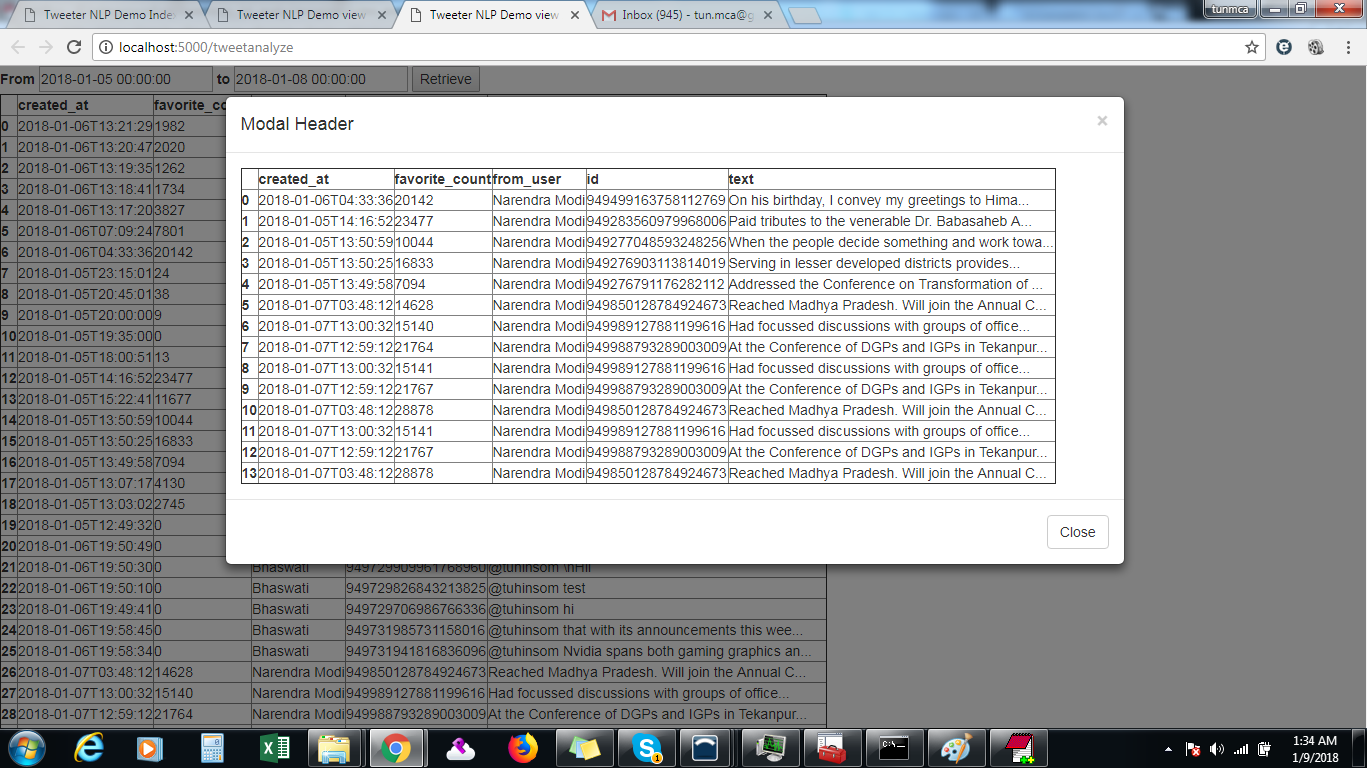 Tweeter NLP Demo Inde
Tweeter NLP Demo view
Tweeter NLP Demo view
Inbox (945) - tun.mca@g
tunmca
localhost:5000/tweetanalyze
From 2018-01-05 00:00:00 to 2018-01-08 00:00:00 Retrieve
created_at favorite_co
0 2018-01-06T13:21:29 1982
1 2018-01-06T13:20:47 2020
2 2018-01-06T13:19:35 1262
3 2018-01-06T13:18:41 1734
4 2018-01-06T13:17:20 3827
5 2018-01-06T07:09:24 7801
6 2018-01-06T04:33:36 20142
7 2018-01-05T23:15:01 24
8 2018-01-05T20:45:01 38
9 2018-01-05T20:00:00 9
10 2018-01-05T19:35:00 0
11 2018-01-05T18:00:51 13
12 2018-01-05T14:16:52 23477
13 2018-01-05T15:22:41 11677
14 2018-01-05T13:50:59 10044
15 2018-01-05T13:50:25 16833
16 2018-01-05T13:49:58 7094
17 2018-01-05T13:07:17 4130
18 2018-01-05T13:03:02 2745
19 2018-01-05T12:49:32 0
20 2018-01-06T19:50:49 0
21 2018-01-06T19:50:30 0 Bhaswati 949729909961768960 @tuhinsom \nHII
22 2018-01-06T19:50:10 0 Bhaswati 949729826843213825 @tuhinsom test
23 2018-01-06T19:49:41 0 Bhaswati 949729706986766336 @tuhinsom hi
24 2018-01-06T19:58:45 0 Bhaswati 949731985731158016 @tuhinsom that with its announcements this wee...
25 2018-01-06T19:58:34 0 Bhaswati 949731941816836096 @tuhinsom Nvidia spans both gaming graphics an...
26 2018-01-07T03:48:12 14628 Narendra Modi 949850128784924673 Reached Madhya Pradesh. Will join the Annual C...
27 2018-01-07T13:00:32 15140 Narendra Modi 949989127881199616 Had focussed discussions with groups of office...
28 2018-01-07T12:59:12 21764 Narendra Modi 949988793289003009 At the Conference of DGPs and IGPs in Tekanpur...
Modal Header ×
created_at favorite_count from_user id text
0 2018-01-06T04:33:36 20142 Narendra Modi 949499163758112769 On his birthday, I convey my greetings to Hima...
1 2018-01-05T14:16:52 23477 Narendra Modi 949283560979968006 Paid tributes to the venerable Dr. Babasaheb A...
2 2018-01-05T13:50:59 10044 Narendra Modi 949277048593248256 When the people decide something and work towa...
3 2018-01-05T13:50:25 16833 Narendra Modi 949276903113814019 Serving in lesser developed districts provides...
4 2018-01-05T13:49:58 7094 Narendra Modi 949276791176282112 Addressed the Conference on Transformation of ...
5 2018-01-07T03:48:12 14628 Narendra Modi 949850128784924673 Reached Madhya Pradesh. Will join the Annual C...
6 2018-01-07T13:00:32 15140 Narendra Modi 949989127881199616 Had focussed discussions with groups of office...
7 2018-01-07T12:59:12 21764 Narendra Modi 949988793289003009 At the Conference of DGPs and IGPs in Tekanpur...
8 2018-01-07T13:00:32 15141 Narendra Modi 949989127881199616 Had focussed discussions with groups of office...
9 2018-01-07T12:59:12 21767 Narendra Modi 949988793289003009 At the Conference of DGPs and IGPs in Tekanpur...
10 2018-01-07T03:48:12 28878 Narendra Modi 949850128784924673 Reached Madhya Pradesh. Will join the Annual C...
11 2018-01-07T13:00:32 15141 Narendra Modi 949989127881199616 Had focussed discussions with groups of office...
12 2018-01-07T12:59:12 21767 Narendra Modi 949988793289003009 At the Conference of DGPs and IGPs in Tekanpur...
13 2018-01-07T03:48:12 28878 Narendra Modi 949850128784924673 Reached Madhya Pradesh. Will join the Annual C...
Close
1:34 AM
1/9/2018